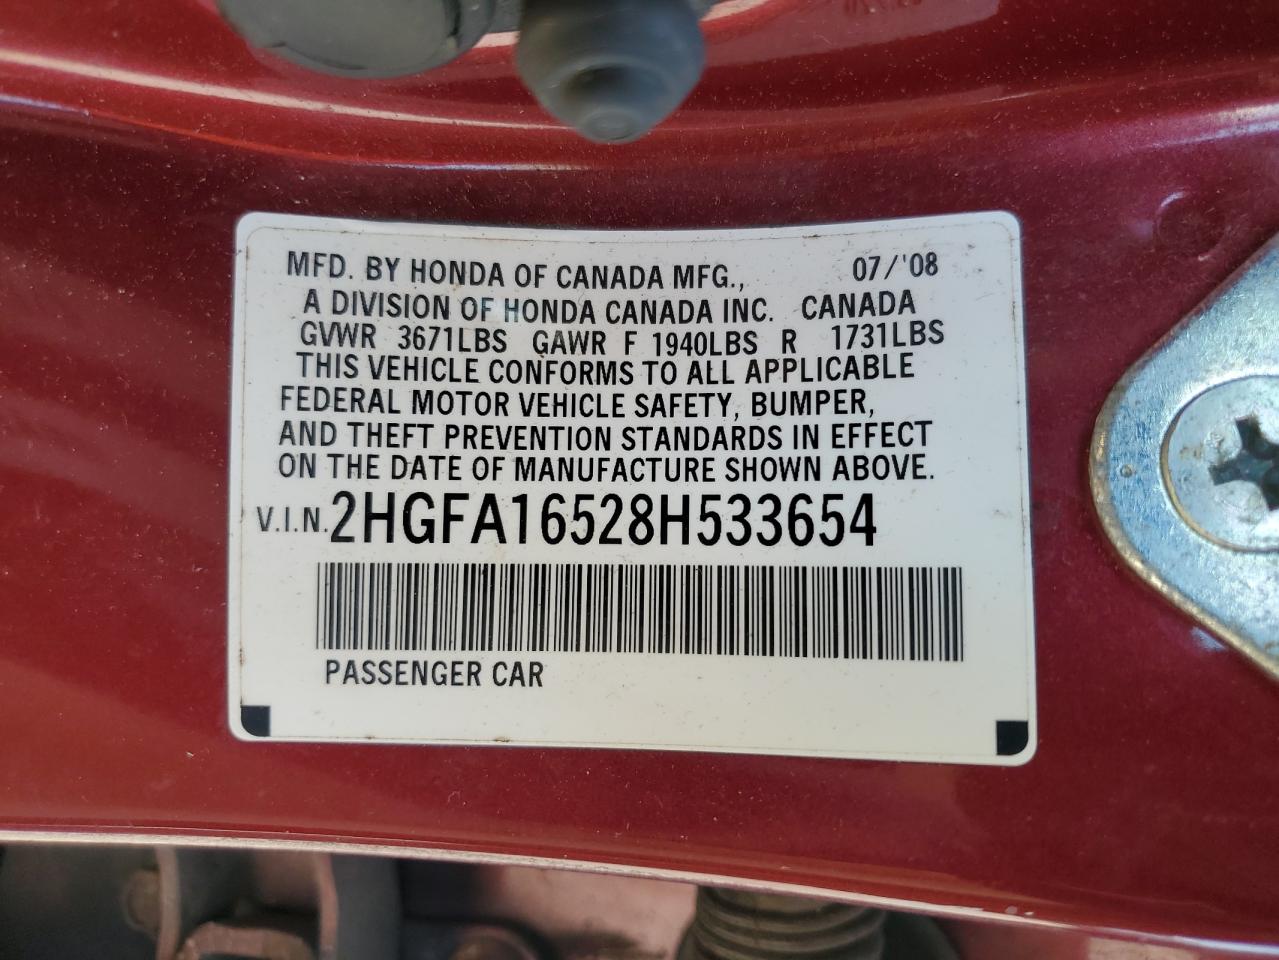 MFD. BY HONDA OF CANADA MFG., 07/'08
A DIVISION OF HONDA CANADA INC. CANADA
GVWR 3671LBS GAWR F 1940LBS R 1731LBS
THIS VEHICLE CONFORMS TO ALL APPLICABLE
FEDERAL MOTOR VEHICLE SAFETY, BUMPER,
AND THEFT PREVENTION STANDARDS IN EFFECT
ON THE DATE OF MANUFACTURE SHOWN ABOVE.
V.I.N. 2HGFA16528H533654
PASSENGER CAR